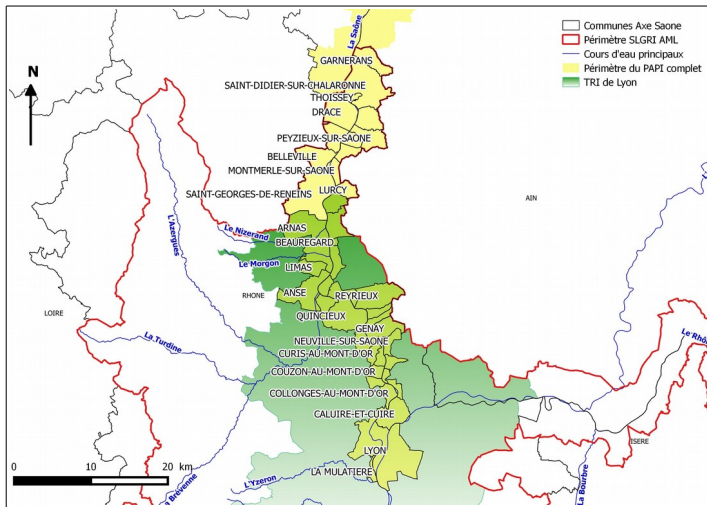 Communes Axe Saone
Périmètre SLGRI AML
Cours d'eau principaux
Périmètre du PAPI complet
TRI de Lyon
N
La Saône
GARNERANS
SAINT-DIDIER-SUR-CHALARONNE
THOISSEY
DRACE
PEYZIEUX-SUR-SAONE
BELLEVILLE
MONTMERLE-SUR-SAONE
SAINT-GEORGES-DE-RENEINS
LURCY
AIN
L'Azergues
Le Nizerand
ARNAS
BEAUREGARD
Le Morgon
LIMAS
RHONE
ANSE
REYRIEUX
LOIRE
QUINCIEUX
GENAY
La Turdine
NEUVILLE-SUR-SAONE
CURIS-AU-MONT-D'OR
Le Rhô
COUZON-AU-MONT-D'OR
COLLONGES-AU-MONT-D'OR
CALUIRE-ET-CUIRE
ISERE
LYON
LA MULATIERE
0 10 20 km
L'Yzeron
La Brévenne
La Bourbre